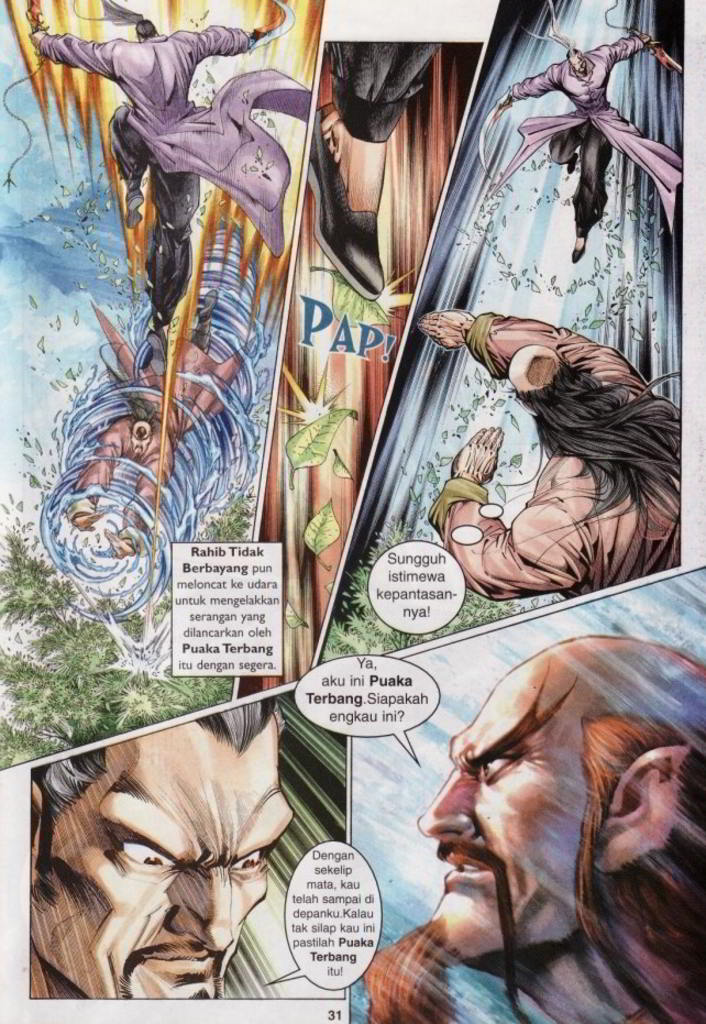 PAP!
Rahib Tidak
Berbayang pun
meloncat ke udara
untuk mengelakkan
serangan yang
dilancarkan oleh
Puaka Terbang
itu dengan segera.
Sungguh
istimewa
kepantasan-
nya!
Dengan
sekelip
mata, kau
telah sampai di
depanku.Kalau
tak silap kau ini
pastilah Puaka
Terbang
itu!
Ya,
aku ini Puaka
Terbang.Siapakah
engkau ini?
31